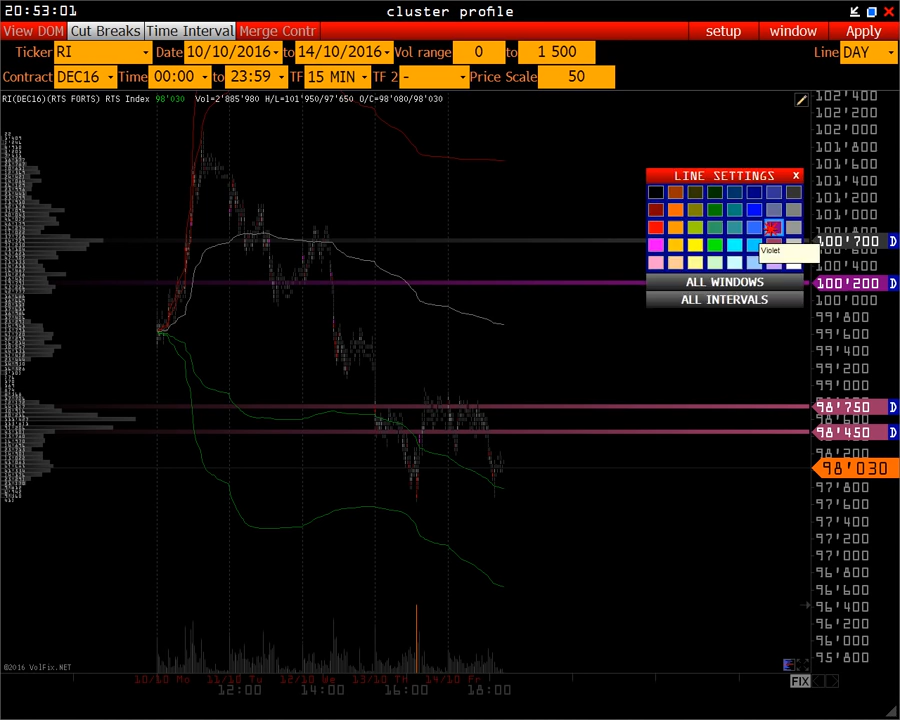 20:53:01
cluster profile
View DOM Cut Breaks Time Interval Merge Contr
setup window Apply
Ticker RI Date 10/10/2016 to 14/10/2016 Vol range 0 to 1 500 Line DAY
Contract DEC16 Time 00:00 to 23:59 TF 15 MIN TF 2 - Price Scale 50
RI(DEC16)(RTS FORTS) RTS Index 98'030 Vol=2'885'980 H/L=101'950/97'650 O/C=98'080/98'030
102'400
102'200
102'000
101'800
101'600
101'400
101'200
101'000
100'700 D
100'400
100'200 D
100'000
99'800
99'600
99'400
99'200
99'000
98'750 D
98'600
98'450 D
98'200
98'030
97'800
97'600
97'400
97'200
97'000
96'800
96'600
96'400
96'200
96'000
95'800
LINE SETTINGS x
Violet
ALL WINDOWS
ALL INTERVALS
©2016 VolFix.NET
10/10 Mo 11/10 Tu 12/10 We 13/10 TH 14/10 Fr
12:00 14:00 16:00 18:00
FIX